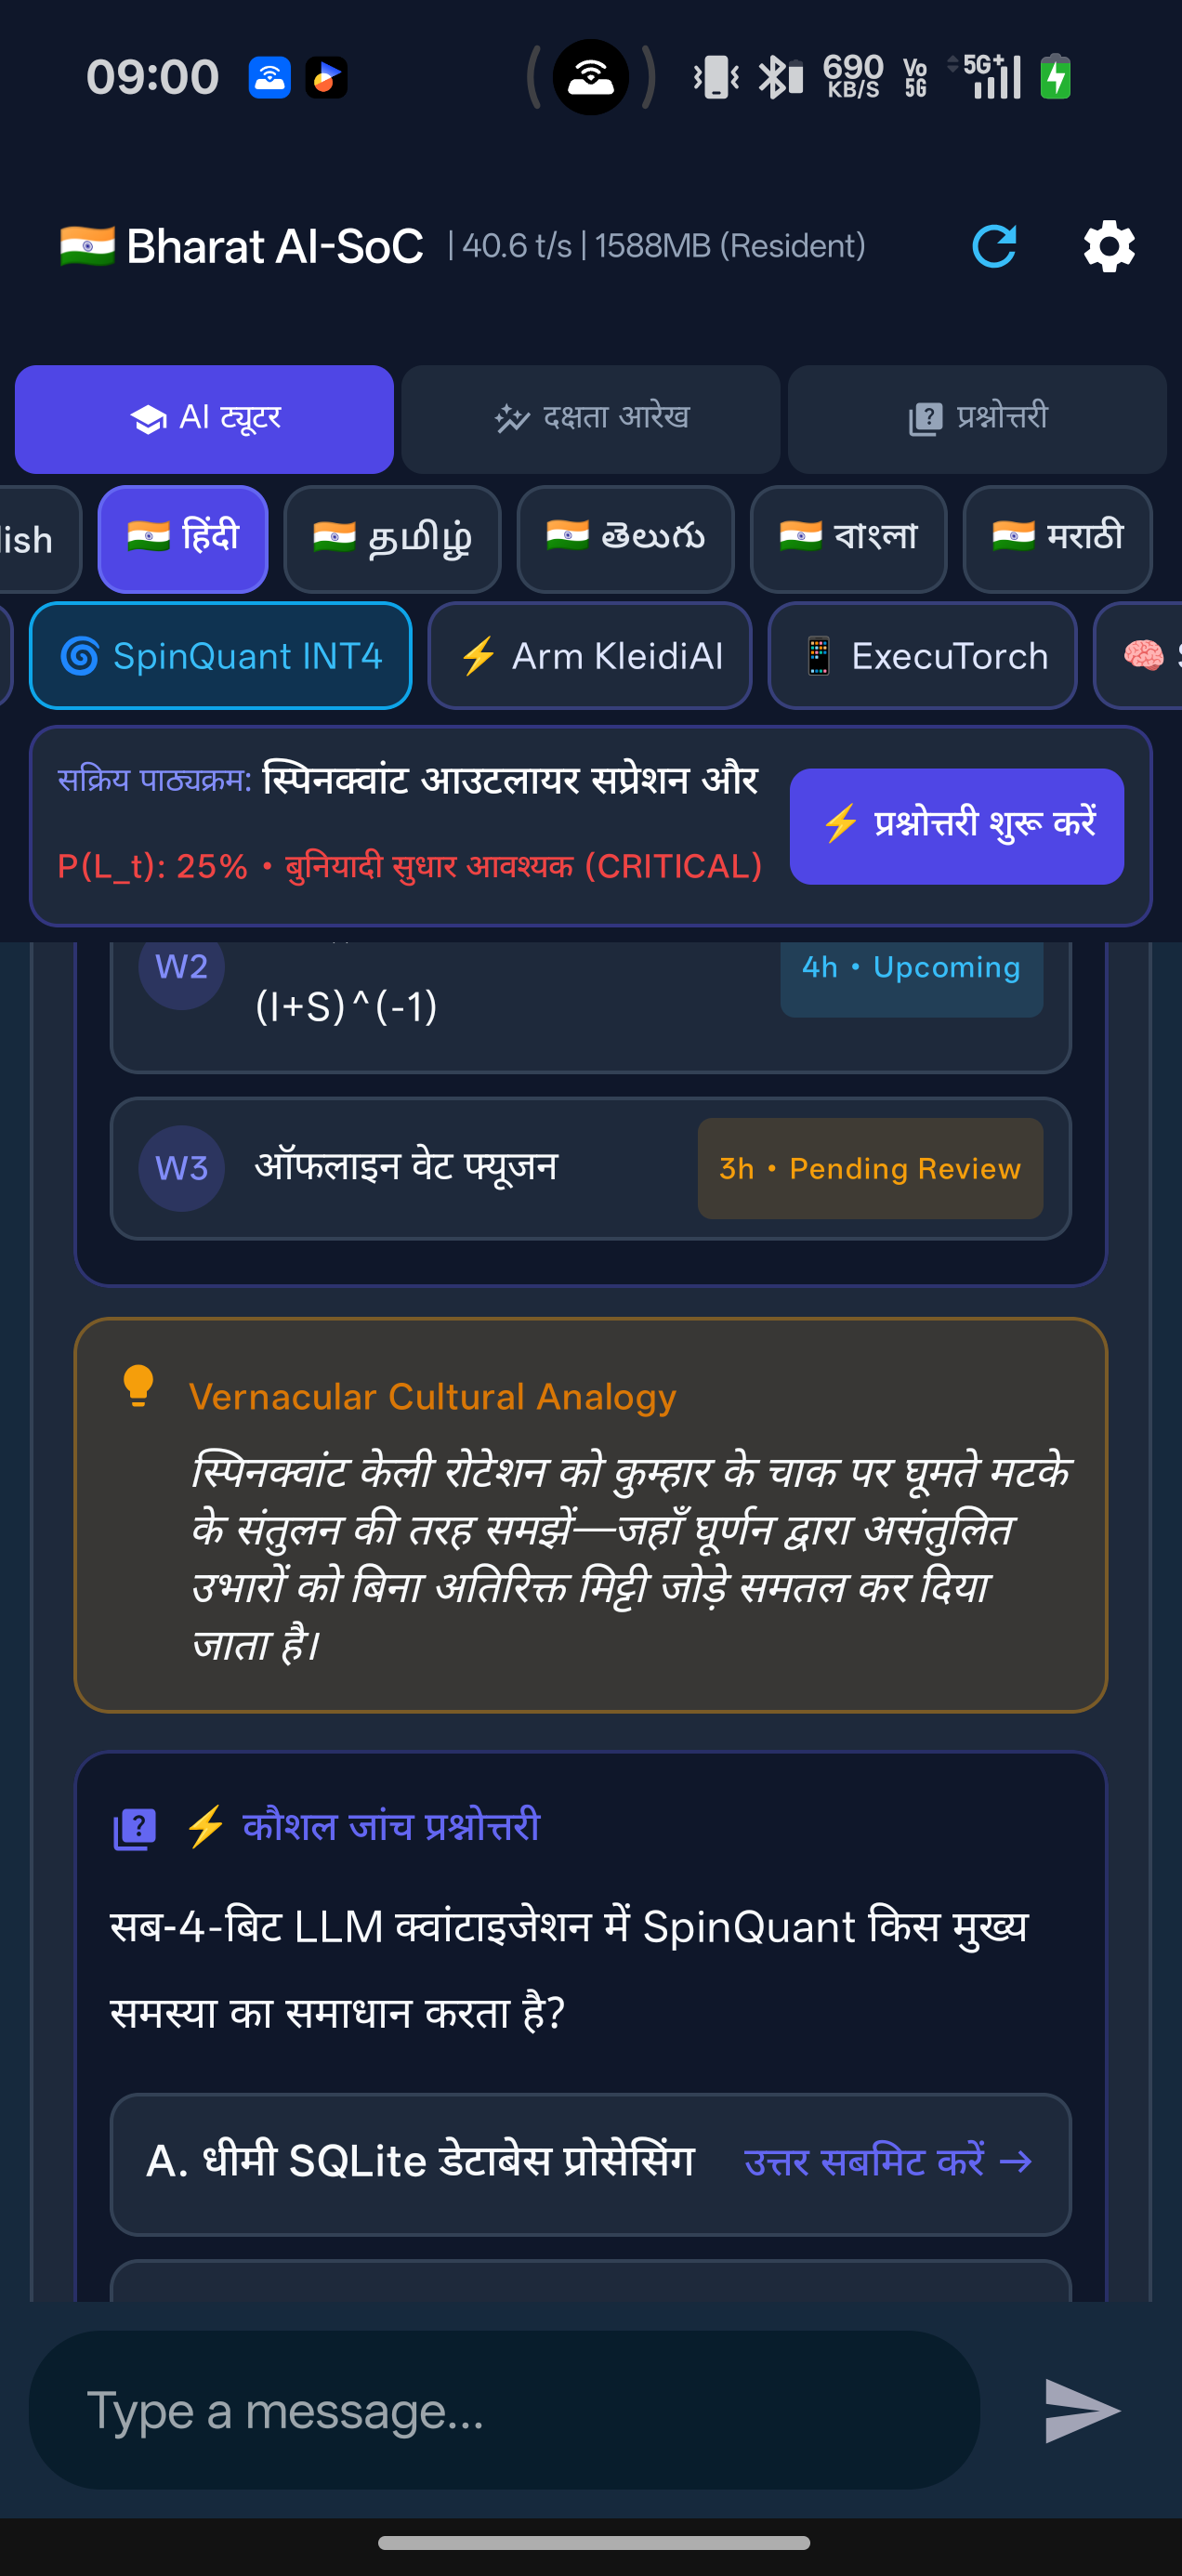 09:00
690 KB/S Vo 5G 5G+
🇮🇳 Bharat AI-SoC | 40.6 t/s | 1588MB (Resident)
AI ट्यूटर दक्षता आरेख प्रश्नोत्तरी
lish 🇮🇳 हिंदी 🇮🇳 தமிழ் 🇮🇳 తెలుగు 🇮🇳 বাংলা 🇮🇳 मराठी
🌀 SpinQuant INT4 ⚡ Arm KleidiAI 📱 ExecuTorch 🧠
सक्रिय पाठ्यक्रम: स्पिनक्वांट आउटलायर सप्रेशन और
P(L_t): 25% • बुनियादी सुधार आवश्यक (CRITICAL)
⚡ प्रश्नोत्तरी शुरू करें
W2 (I+S)^(-1) 4h • Upcoming
W3 ऑफलाइन वेट फ्यूजन 3h • Pending Review
Vernacular Cultural Analogy
स्पिनक्वांट केली रोटेशन को कुम्हार के चाक पर घूमते मटके
के संतुलन की तरह समझें—जहाँ घूर्णन द्वारा असंतुलित
उभारों को बिना अतिरिक्त मिट्टी जोड़े समतल कर दिया
जाता है।
⚡ कौशल जांच प्रश्नोत्तरी
सब-4-बिट LLM क्वांटाइजेशन में SpinQuant किस मुख्य
समस्या का समाधान करता है?
A. धीमी SQLite डेटाबेस प्रोसेसिंग उत्तर सबमिट करें →
Type a message...